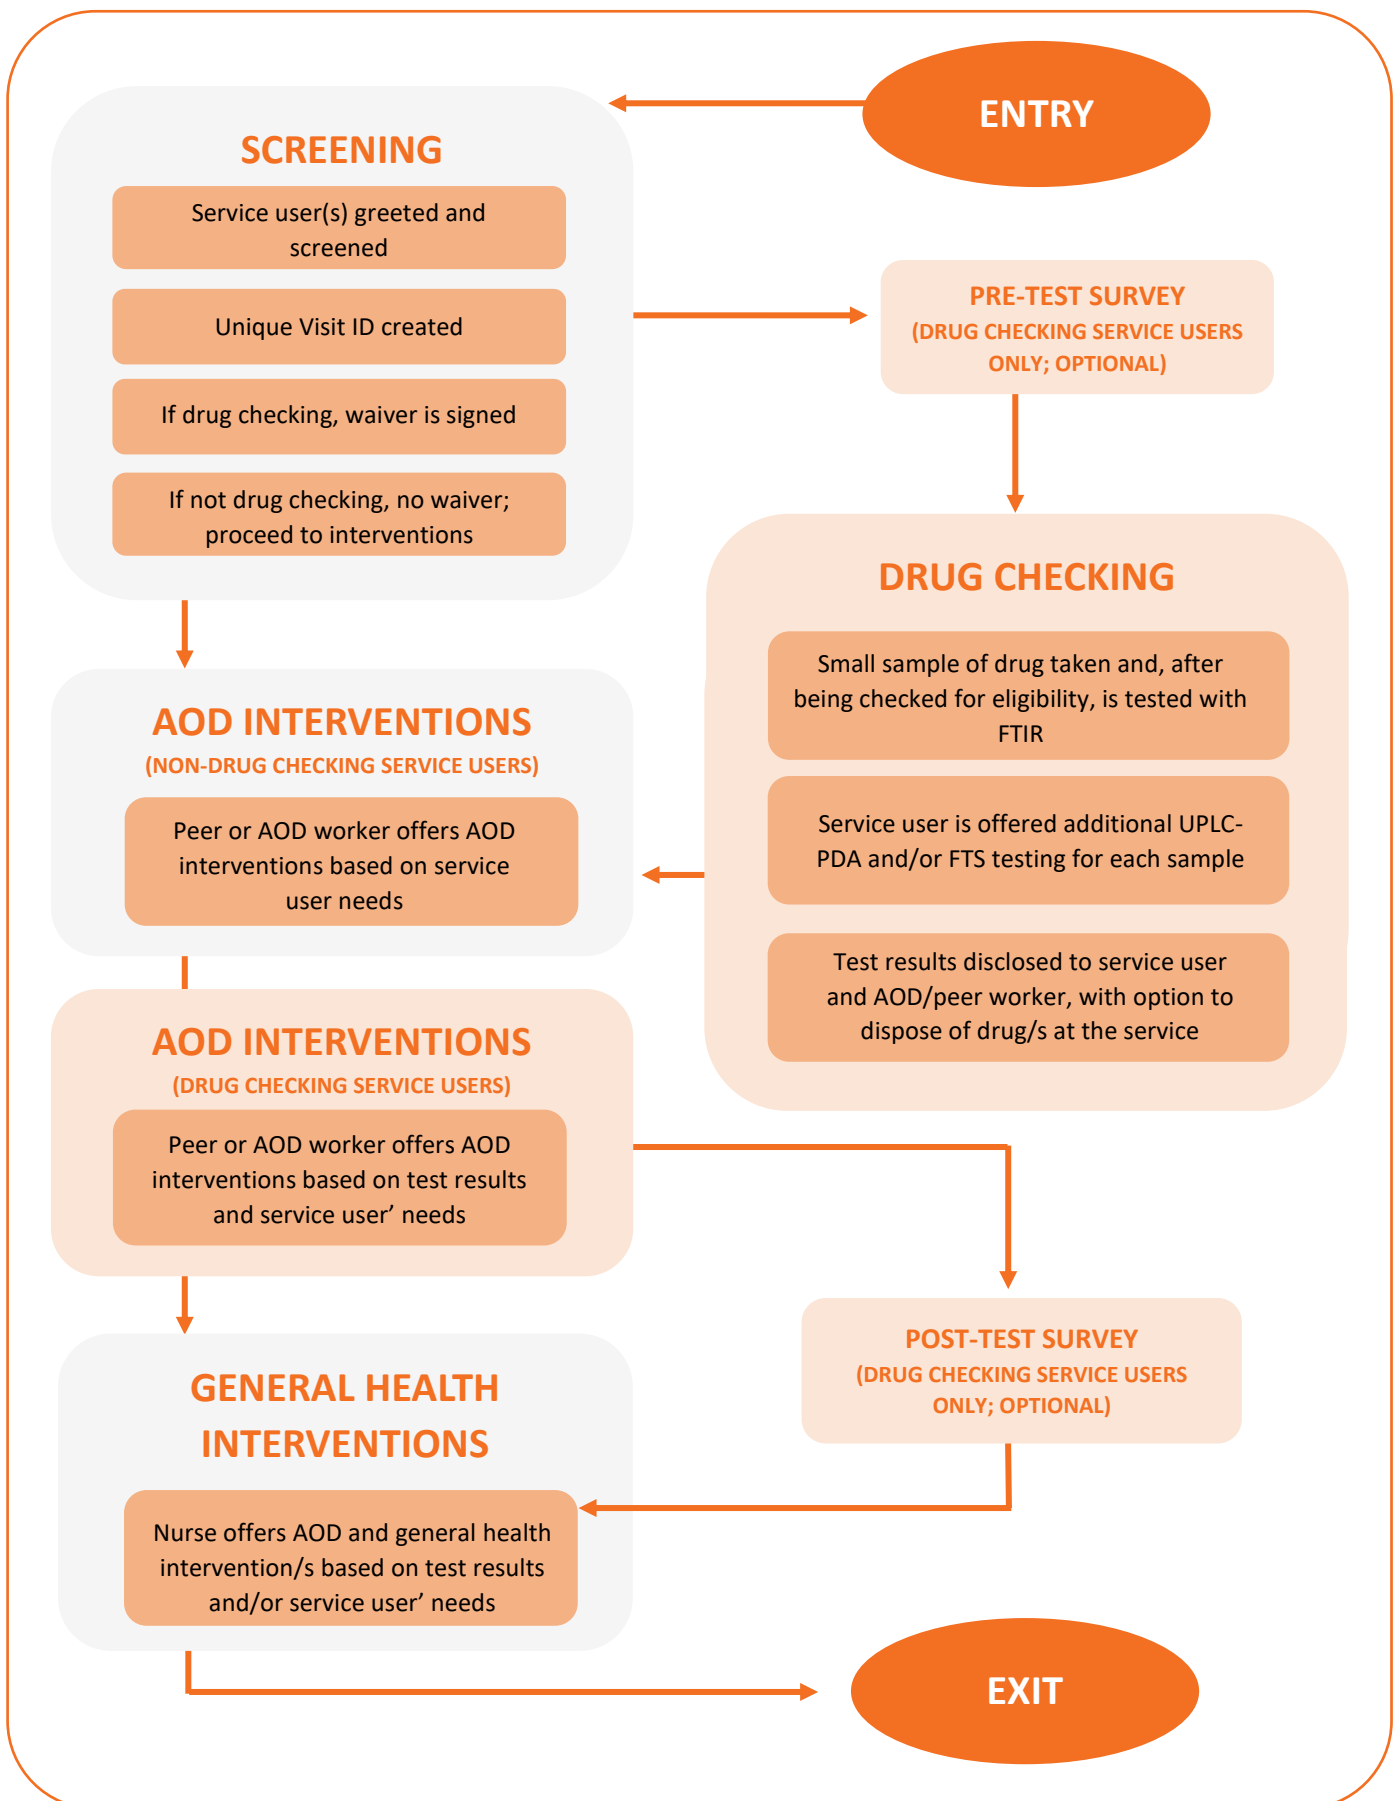 ENTRY
SCREENING
Service user(s) greeted and
screened
Unique Visit ID created
If drug checking, waiver is signed
If not drug checking, no waiver;
proceed to interventions
PRE-TEST SURVEY
(DRUG CHECKING SERVICE USERS
ONLY; OPTIONAL)
DRUG CHECKING
Small sample of drug taken and, after
being checked for eligibility, is tested with
FTIR
Service user is offered additional UPLC-
PDA and/or FTS testing for each sample
Test results disclosed to service user
and AOD/peer worker, with option to
dispose of drug/s at the service
AOD INTERVENTIONS
(NON-DRUG CHECKING SERVICE USERS)
Peer or AOD worker offers AOD
interventions based on service
user needs
AOD INTERVENTIONS
(DRUG CHECKING SERVICE USERS)
Peer or AOD worker offers AOD
interventions based on test results
and service user’ needs
POST-TEST SURVEY
(DRUG CHECKING SERVICE USERS
ONLY; OPTIONAL)
GENERAL HEALTH
INTERVENTIONS
Nurse offers AOD and general health
intervention/s based on test results
and/or service user’ needs
EXIT